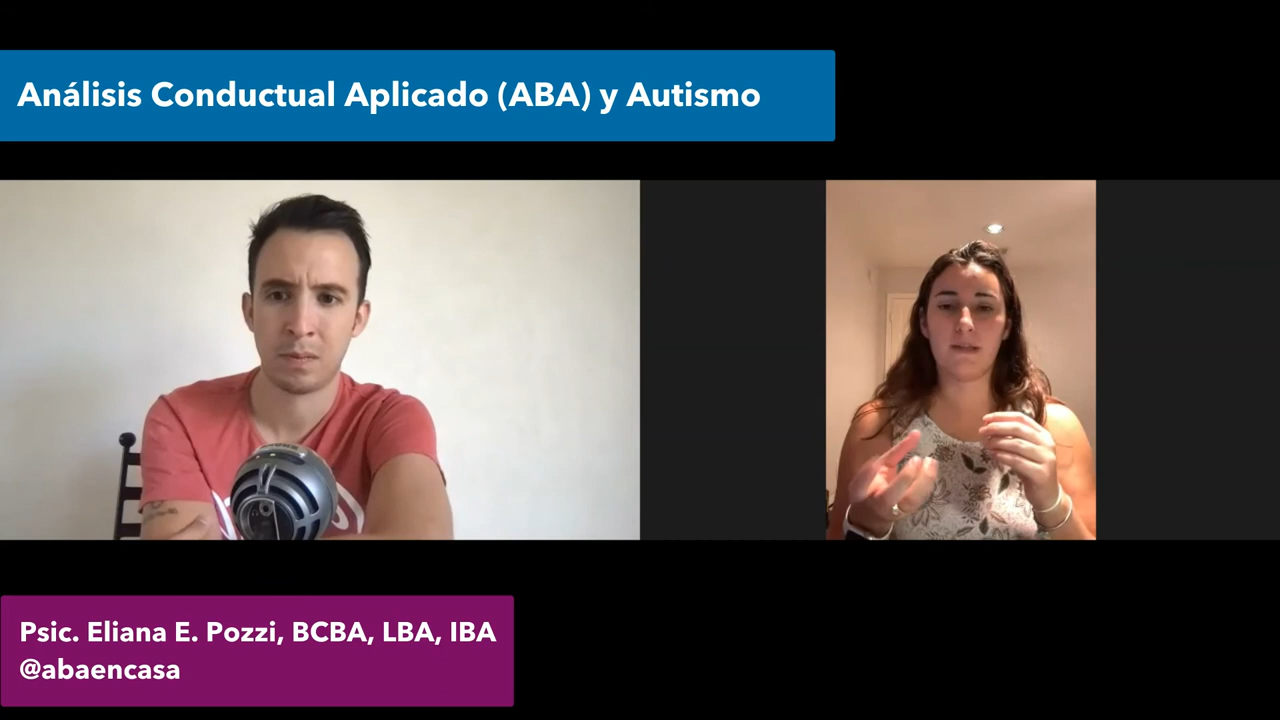 Análisis Conductual Aplicado (ABA) y Autismo
Psic. Eliana E. Pozzi, BCBA, LBA, IBA
@abaencasa